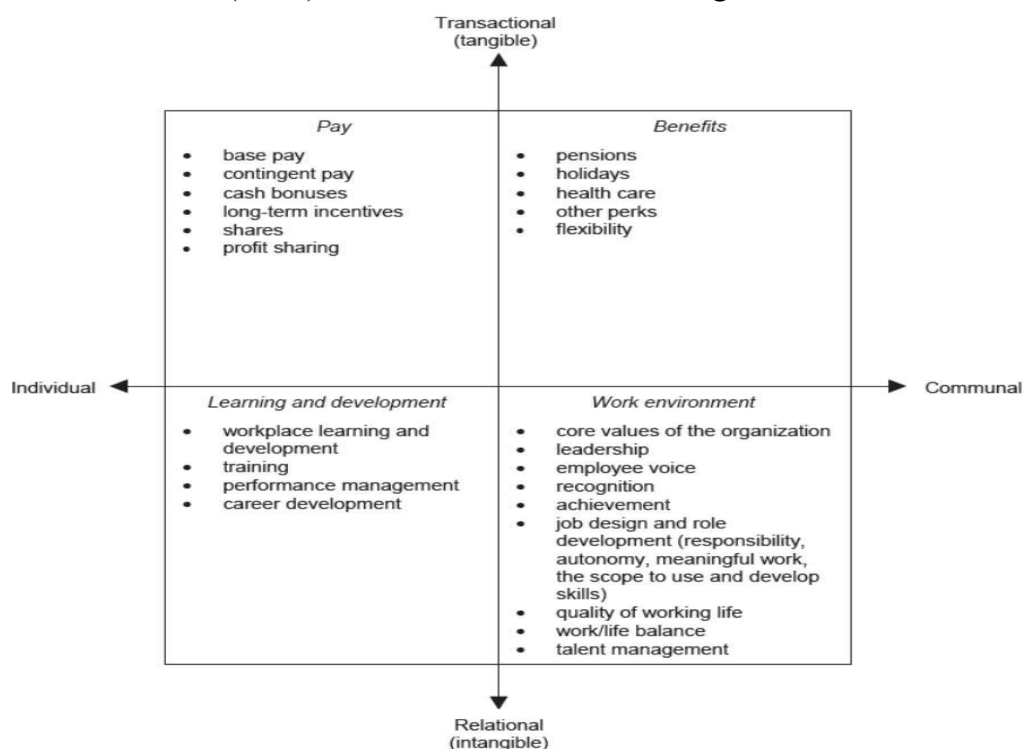 Transactional
(tangible)
Pay
• base pay
• contingent pay
• cash bonuses
• long-term incentives
• shares
• profit sharing
Benefits
• pensions
• holidays
• health care
• other perks
• flexibility
Individual
Communal
Learning and development
• workplace learning and
development
• training
• performance management
• career development
Work environment
• core values of the organization
• leadership
• employee voice
• recognition
• achievement
• job design and role
development (responsibility,
autonomy, meaningful work,
the scope to use and develop
skills)
• quality of working life
• work/life balance
• talent management
Relational
(intangible)